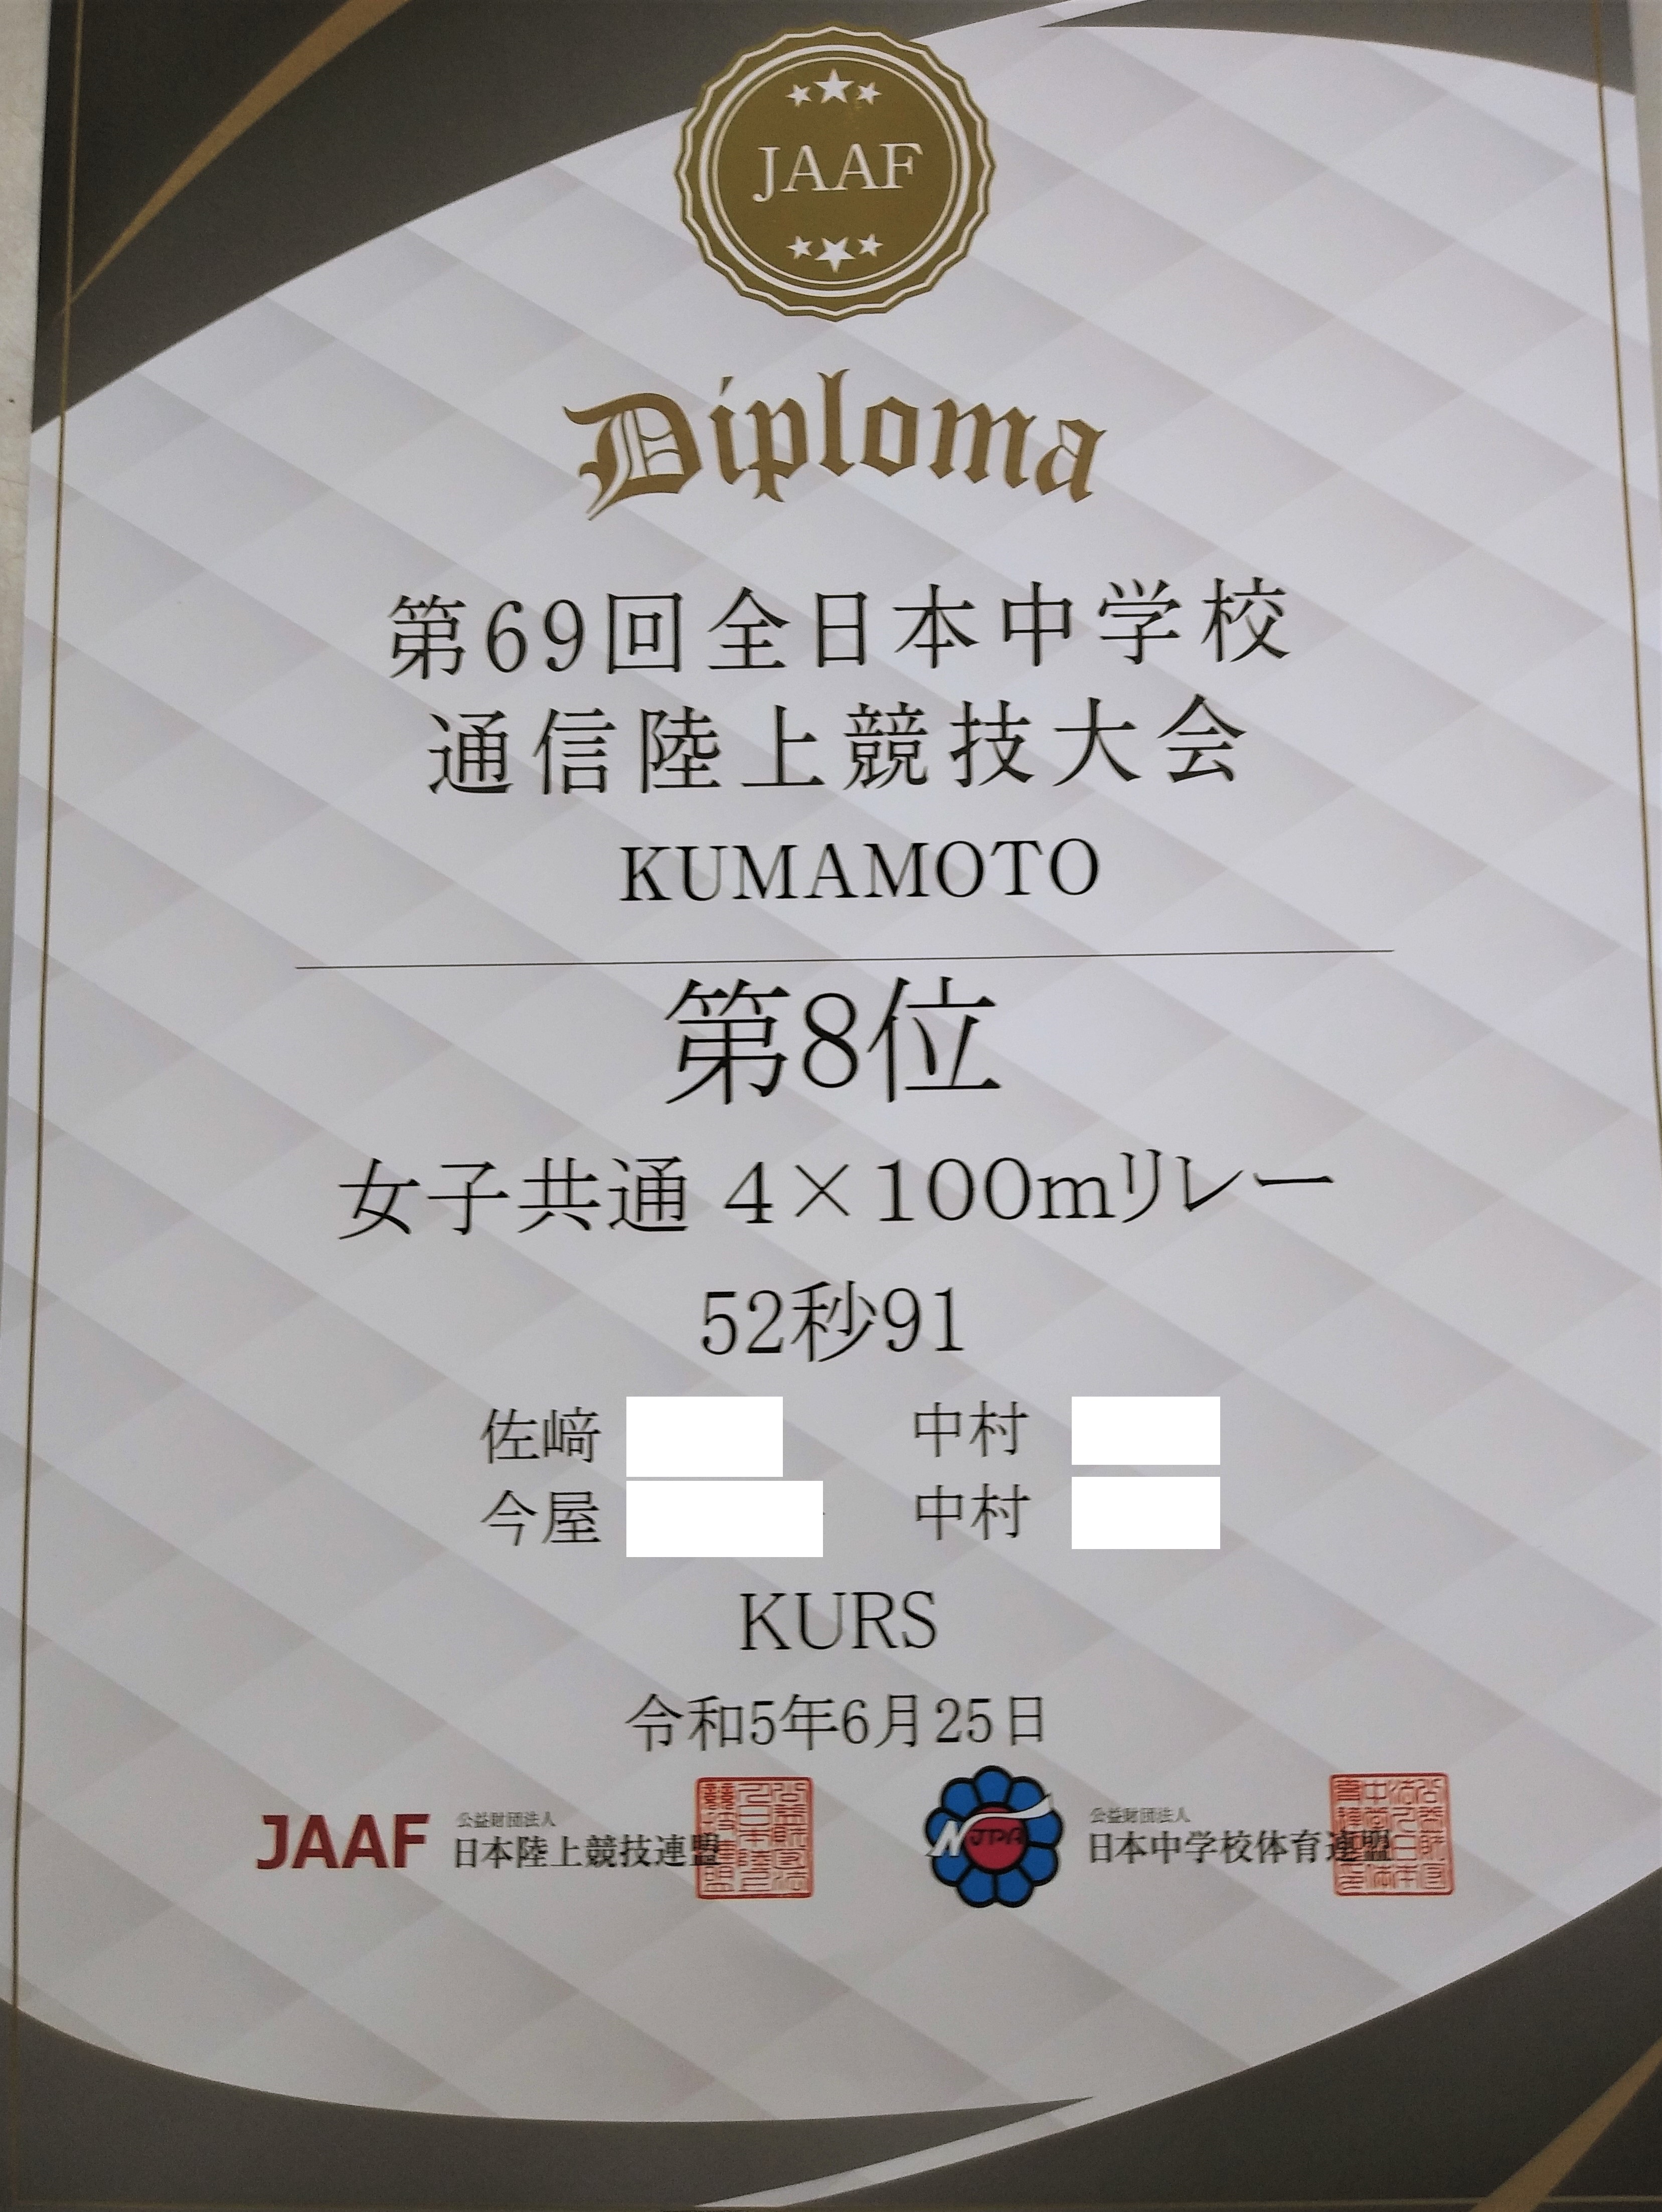 JAAF
Diploma
第69回全日本中学校
通信陸上競技大会
KUMAMOTO
第8位
女子共通 4×100mリレー
52秒91
佐﨑 中村
今屋 中村
KURS
令和5年6月25日
JAAF 公益財団法人 日本陸上競技連盟
NJPA 公益財団法人 日本中学校体育連盟